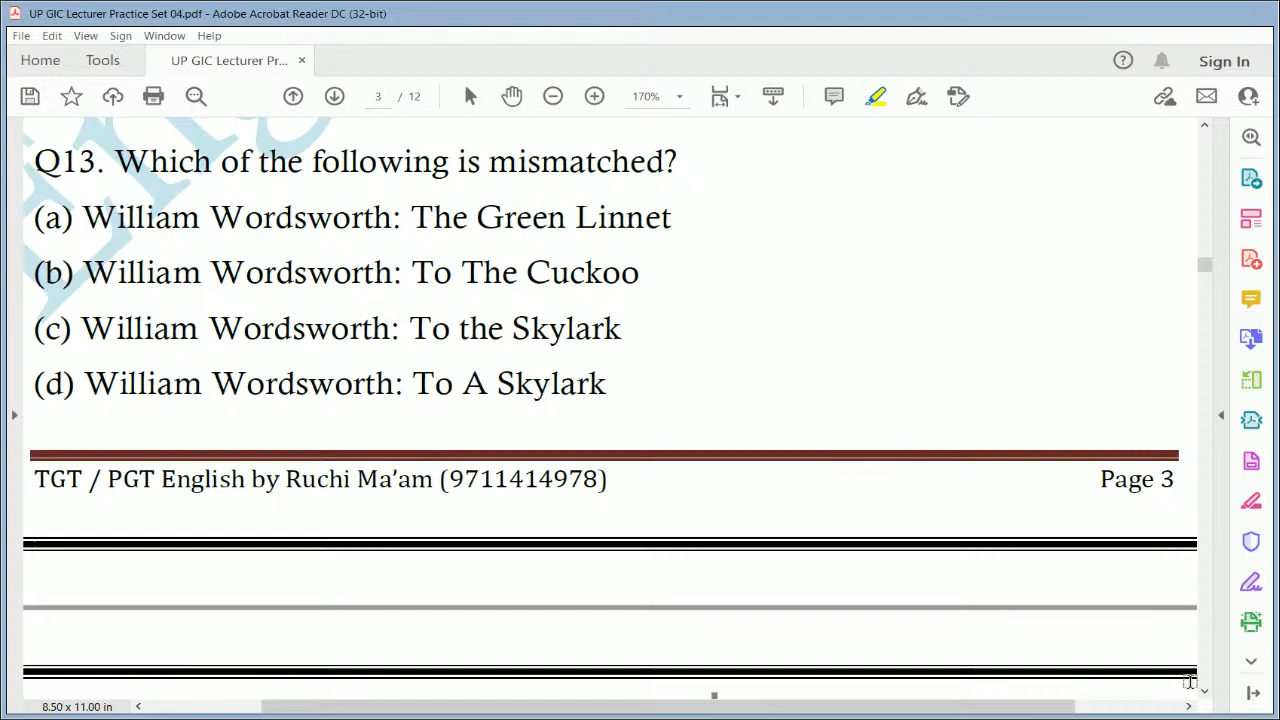 UP GIC Lecturer Practice Set 04.pdf - Adobe Acrobat Reader DC (32-bit)
File Edit View Sign Window Help
Home Tools UP GIC Lecturer Pr... × Sign In
3 / 12 170%
Eng
Q13. Which of the following is mismatched?
(a) William Wordsworth: The Green Linnet
(b) William Wordsworth: To The Cuckoo
(c) William Wordsworth: To the Skylark
(d) William Wordsworth: To A Skylark
TGT / PGT English by Ruchi Ma’am (9711414978) Page 3
8.50 x 11.00 in